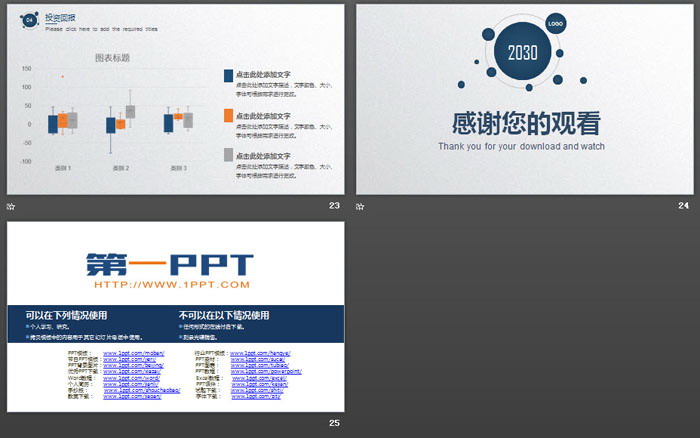 04
投资回报
Please click here to add the required titles
图表标题
150
100
50
0
-50
-100
类别 1
类别 2
类别 3
点击此处添加文字
点击此处添加文字描述，文字颜色、大小、
字体可根据需求进行更改。
点击此处添加文字
点击此处添加文字描述，文字颜色、大小、
字体可根据需求进行更改。
点击此处添加文字
点击此处添加文字描述，文字颜色、大小、
字体可根据需求进行更改。
23
LOGO
2030
感谢您的观看
Thank you for your download and watch
24
第一PPT
HTTP://WWW.1PPT.COM
可以在下列情况使用
个人学习、研究。
拷贝模板中的内容用于其它幻灯片母版中使用。
不可以在以下情况使用
任何形式的在线付费下载。
刻录光碟销售。
PPT模板： www.1ppt.com/moban/
节日PPT模板： www.1ppt.com/jieri/
PPT背景图片： www.1ppt.com/beijing/
优秀PPT下载： www.1ppt.com/xiazai/
Word教程： www.1ppt.com/word/
个人简历： www.1ppt.com/jianli/
手抄报： www.1ppt.com/shouchaobao/
教案下载： www.1ppt.com/jiaoan/
行业PPT模板： www.1ppt.com/hangye/
PPT素材： www.1ppt.com/sucai/
PPT图表： www.1ppt.com/tubiao/
PPT教程： www.1ppt.com/powerpoint/
Excel教程： www.1ppt.com/excel/
PPT课件： www.1ppt.com/kejian/
试题下载： www.1ppt.com/shiti/
字体下载： www.1ppt.com/ziti/
25